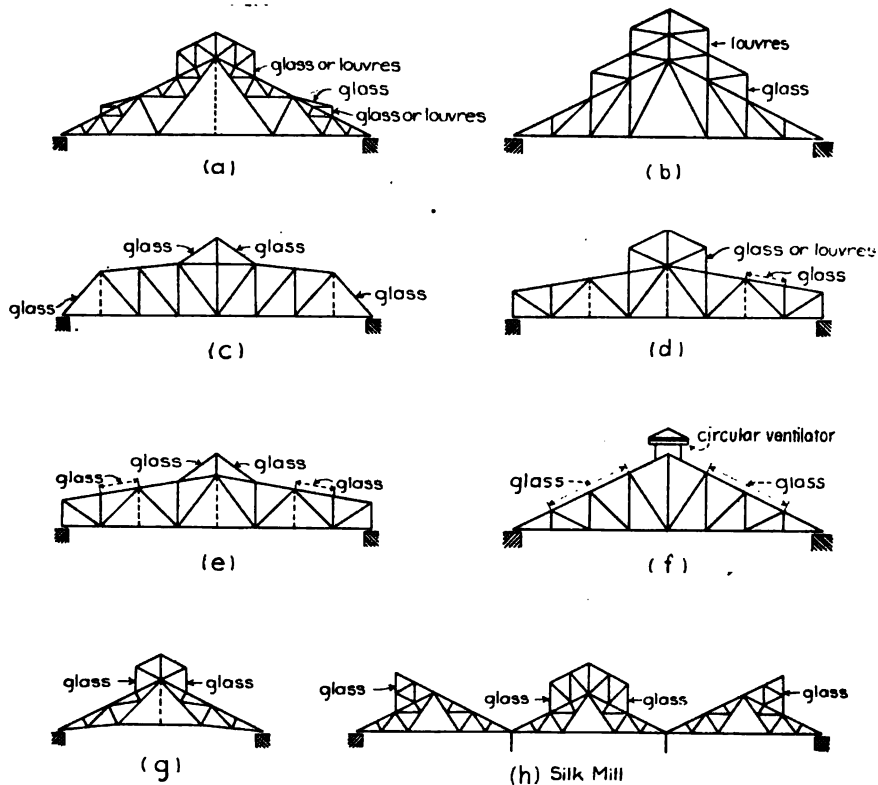 glass or louvres
glass
glass or louvres
(a)
louvres
glass
(b)
glass
glass
glass
glass
(c)
glass or louvres
glass
(d)
glass
glass
glass
glass
(e)
circular ventilator
glass
glass
(f)
glass
glass
(g)
glass
glass
glass
glass
(h) Silk Mill